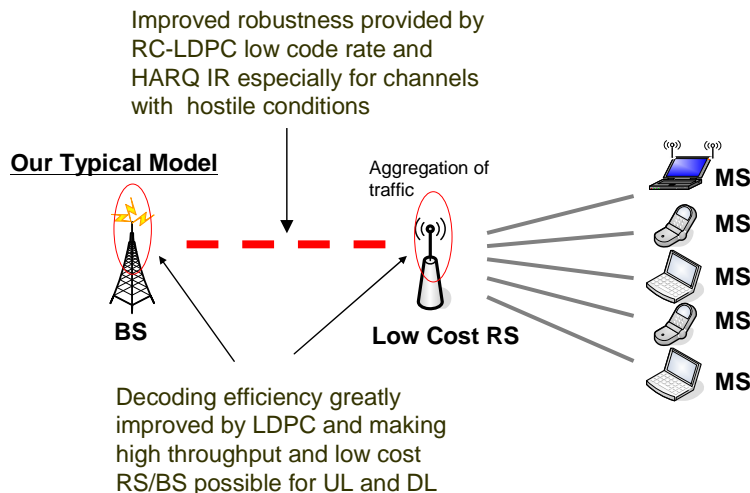 Improved robustness provided by
RC-LDPC low code rate and
HARQ IR especially for channels
with hostile conditions
Our Typical Model
Aggregation of
traffic
MS
MS
MS
MS
MS
BS
Low Cost RS
Decoding efficiency greatly
improved by LDPC and making
high throughput and low cost
RS/BS possible for UL and DL